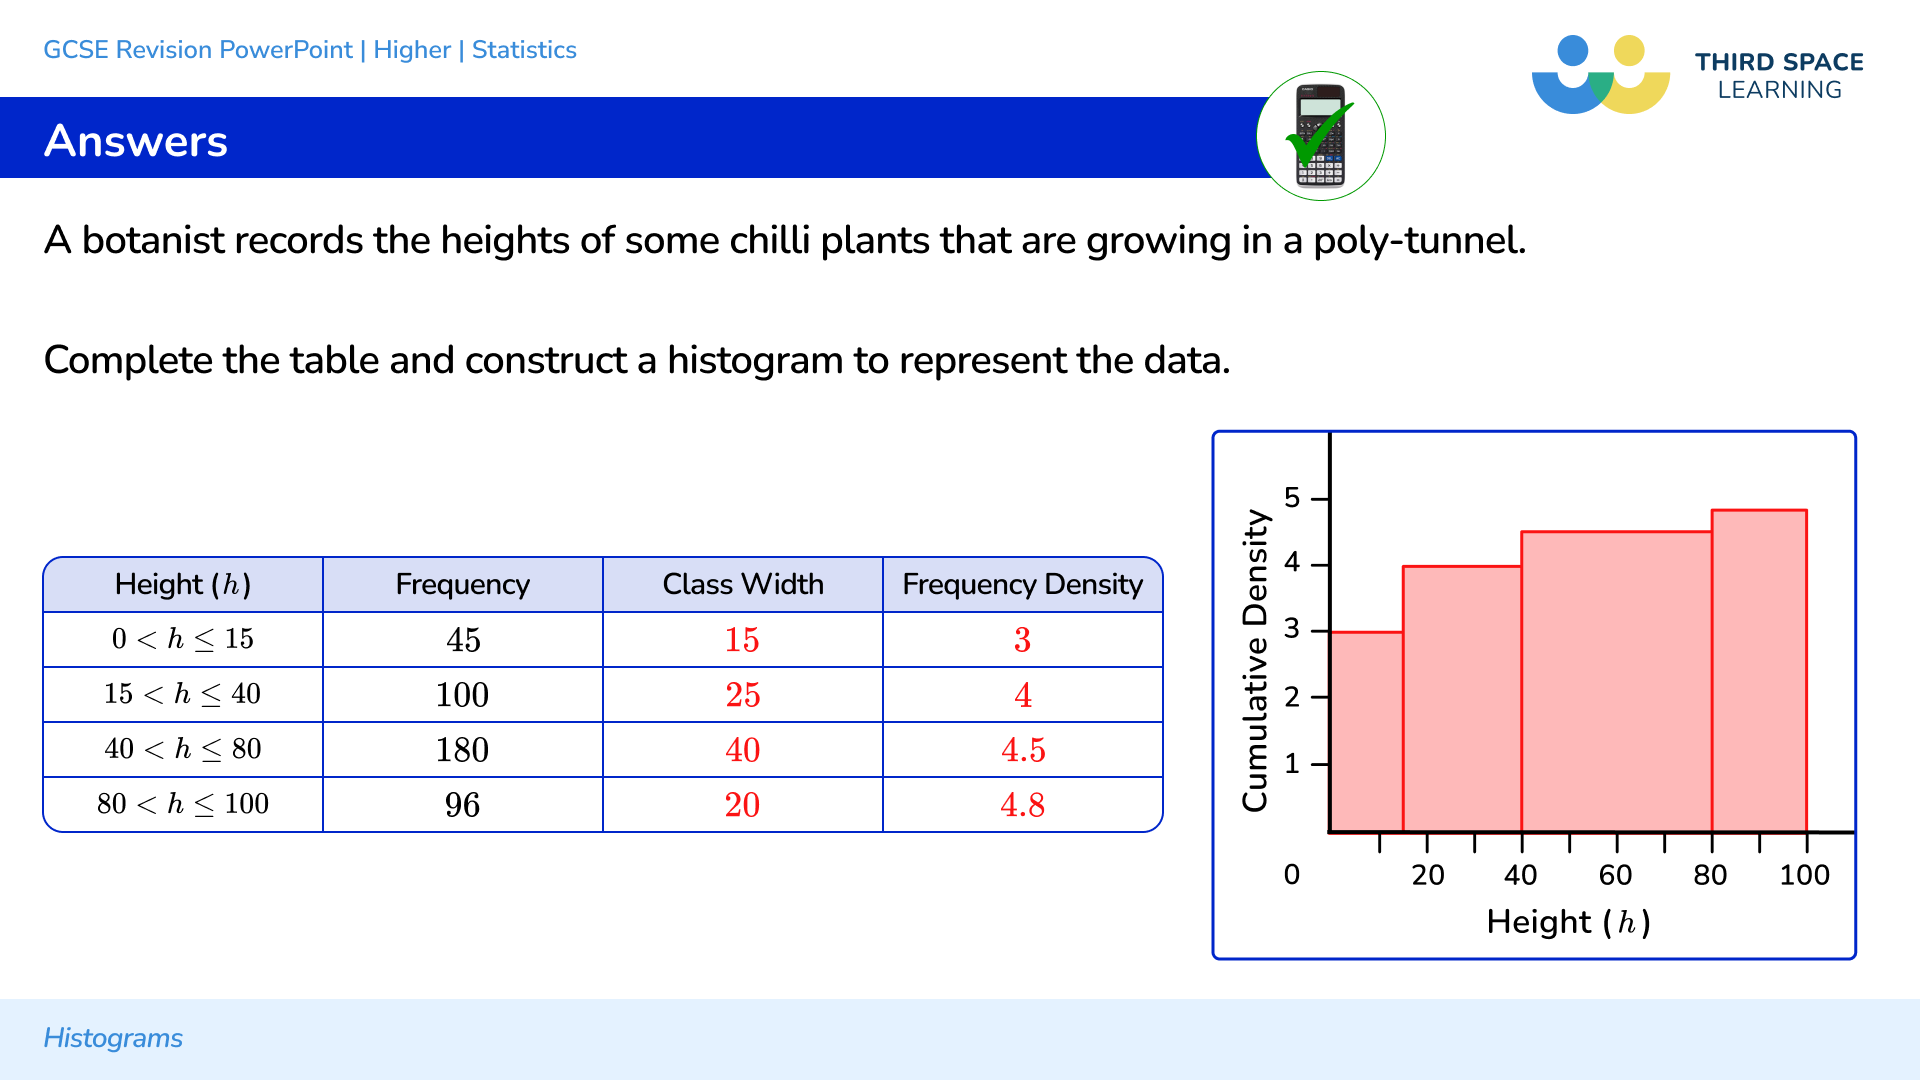 GCSE Revision PowerPoint | Higher | Statistics
THIRD SPACE
LEARNING
Answers
A botanist records the heights of some chilli plants that are growing in a poly-tunnel.
Complete the table and construct a histogram to represent the data.
Height (h) Frequency Class Width Frequency Density
0 < h ≤ 15 45 15 3
15 < h ≤ 40 100 25 4
40 < h ≤ 80 180 40 4.5
80 < h ≤ 100 96 20 4.8
Cumulative Density
5
4
3
2
1
0 20 40 60 80 100
Height (h)
Histograms